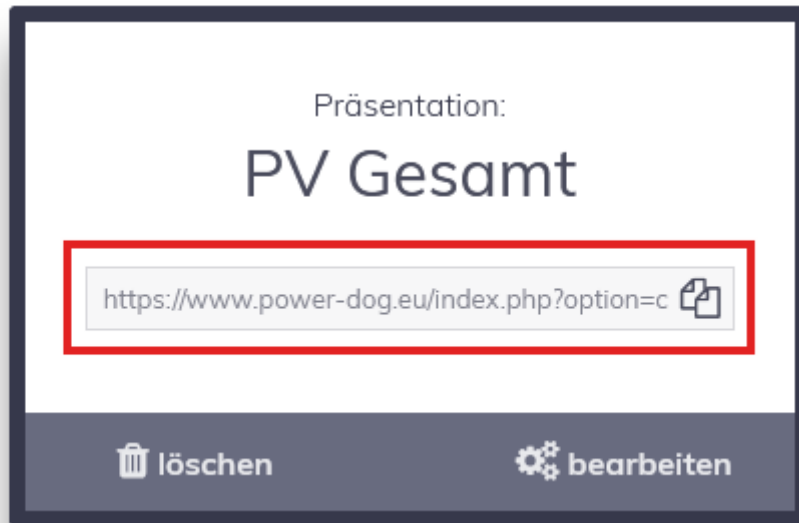 Präsentation:
PV Gesamt
https://www.power-dog.eu/index.php?option=c
löschen
bearbeiten